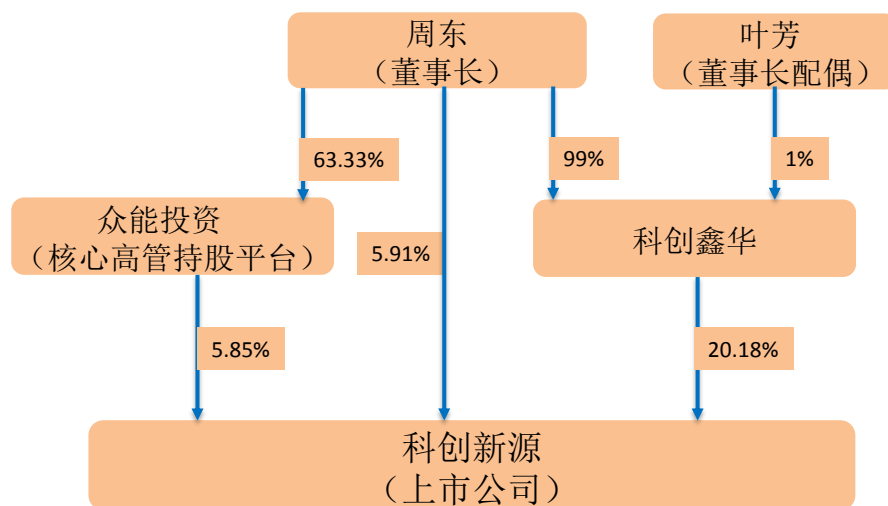 周东
（董事长）
叶芳
（董事长配偶）
63.33%
99%
1%
众能投资
（核心高管持股平台）
5.91%
科创鑫华
5.85%
20.18%
科创新源
（上市公司）